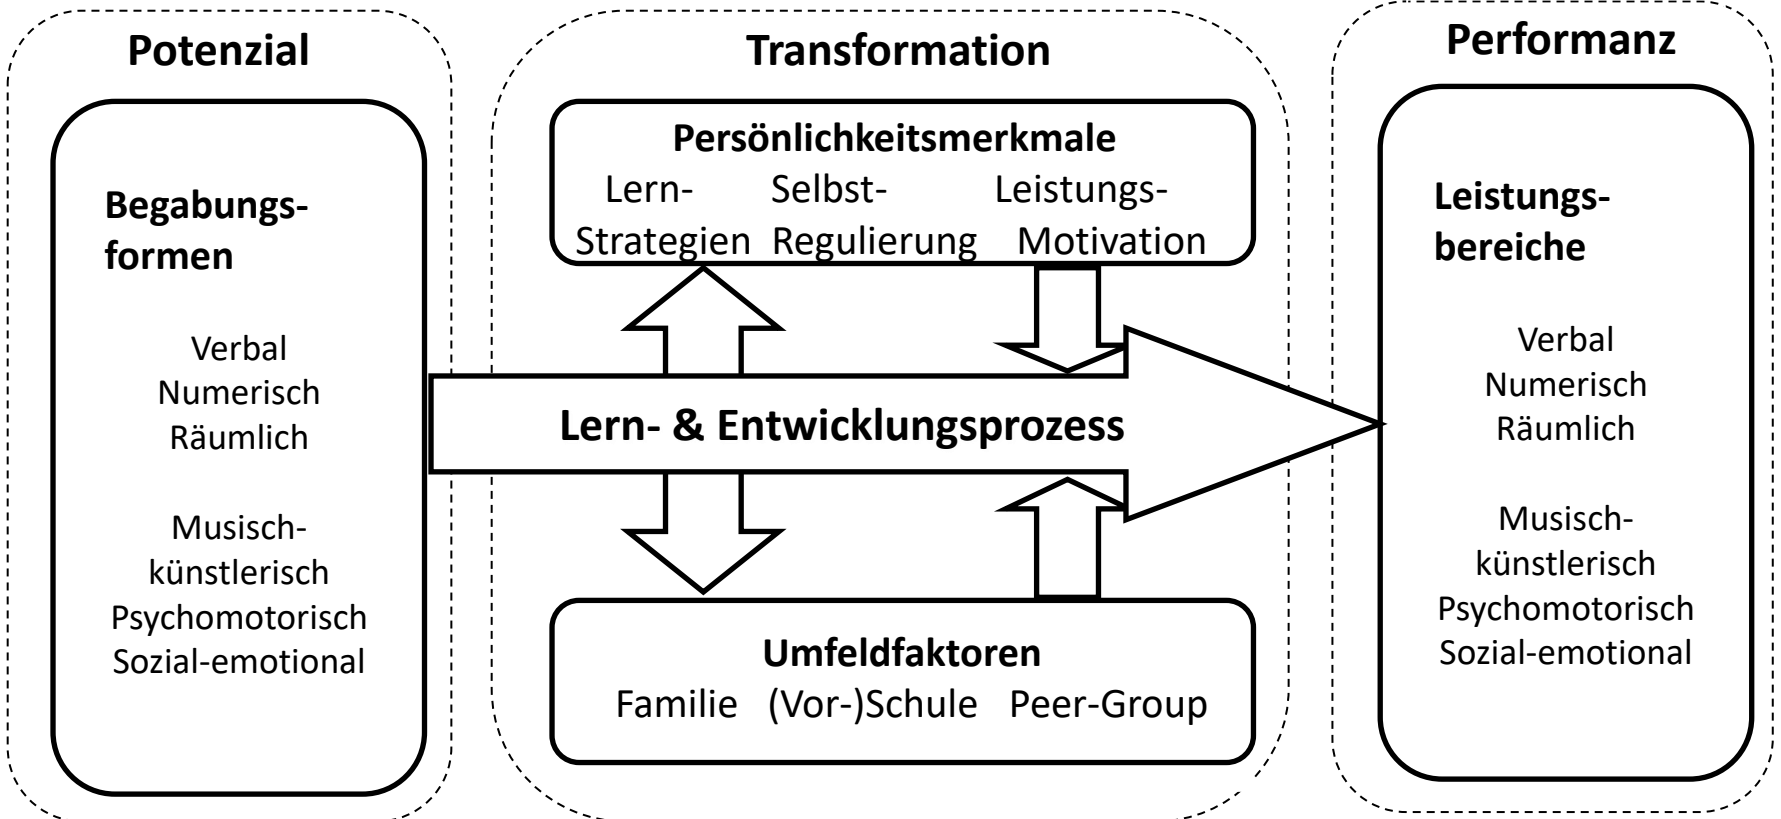 Potenzial
Begabungs-
formen
Verbal
Numerisch
Räumlich
Musisch-
künstlerisch
Psychomotorisch
Sozial-emotional
Transformation
Persönlichkeitsmerkmale
Lern- Selbst- Leistungs-
Strategien Regulierung Motivation
Lern- & Entwicklungsprozess
Umfeldfaktoren
Familie (Vor-)Schule Peer-Group
Performanz
Leistungs-
bereiche
Verbal
Numerisch
Räumlich
Musisch-
künstlerisch
Psychomotorisch
Sozial-emotional